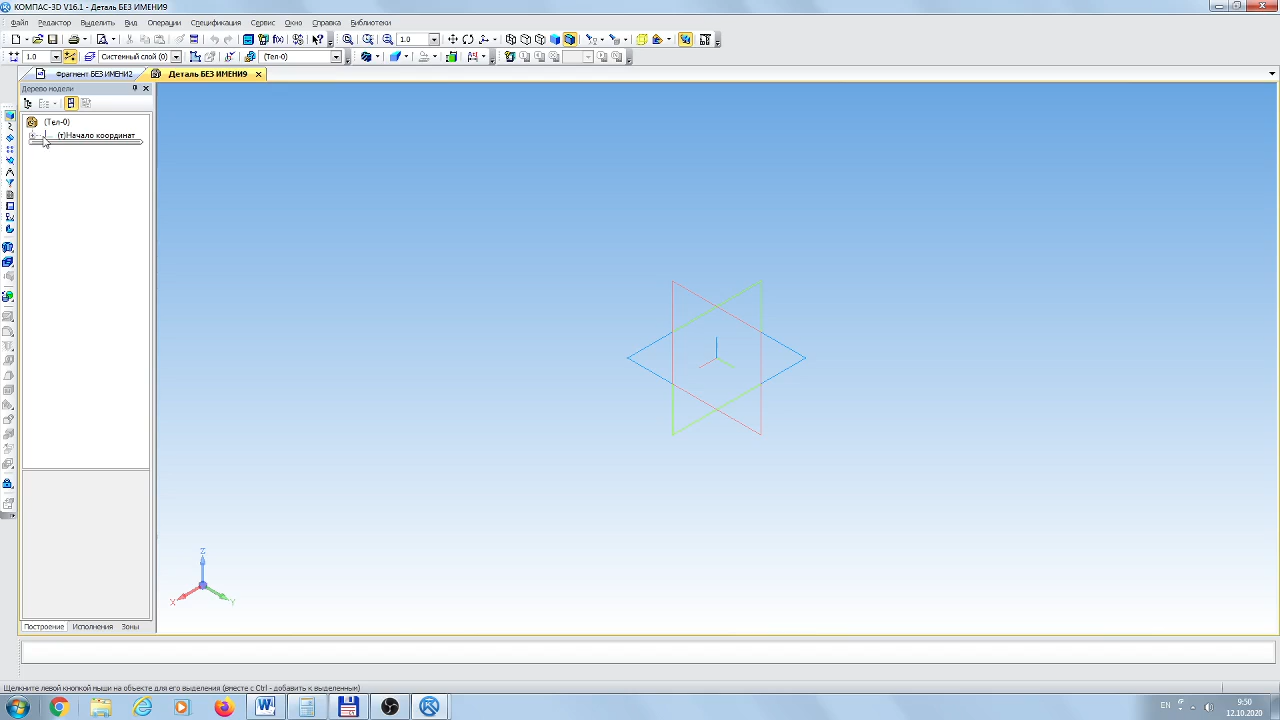 КОМПАС-3D V16.1 - Деталь БЕЗ ИМЕНИ9
Файл Редактор Выделить Вид Операции Спецификация Сервис Окно Справка Библиотеки
1.0
1.0 Системный слой (0) (Тел-0)
Фрагмент БЕЗ ИМЕНИ2 Деталь БЕЗ ИМЕНИ9
Дерево модели
(Тел-0)
(т)Начало координат
Z
X Y
Построение Исполнения Зоны
Щелкните левой кнопкой мыши на объекте для его выделения (вместе с Ctrl - добавить к выделенным)
EN 9:50
12.10.2020